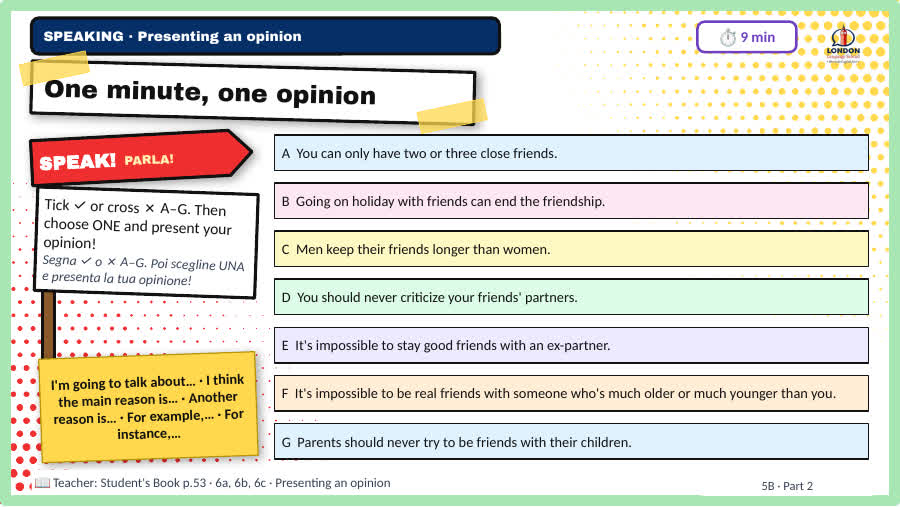 SPEAKING · Presenting an opinion
⏱️ 9 min
LONDON
One minute, one opinion
SPEAK! PARLA!
Tick ✓ or cross ✕ A–G. Then
choose ONE and present your
opinion!
Segna ✓ o ✕ A–G. Poi scegline UNA
e presenta la tua opinione!
I'm going to talk about... · I think
the main reason is... · Another
reason is... · For example,... · For
instance,...
A You can only have two or three close friends.
B Going on holiday with friends can end the friendship.
C Men keep their friends longer than women.
D You should never criticize your friends' partners.
E It's impossible to stay good friends with an ex-partner.
F It's impossible to be real friends with someone who's much older or much younger than you.
G Parents should never try to be friends with their children.
📖 Teacher: Student's Book p.53 · 6a, 6b, 6c · Presenting an opinion
5B · Part 2